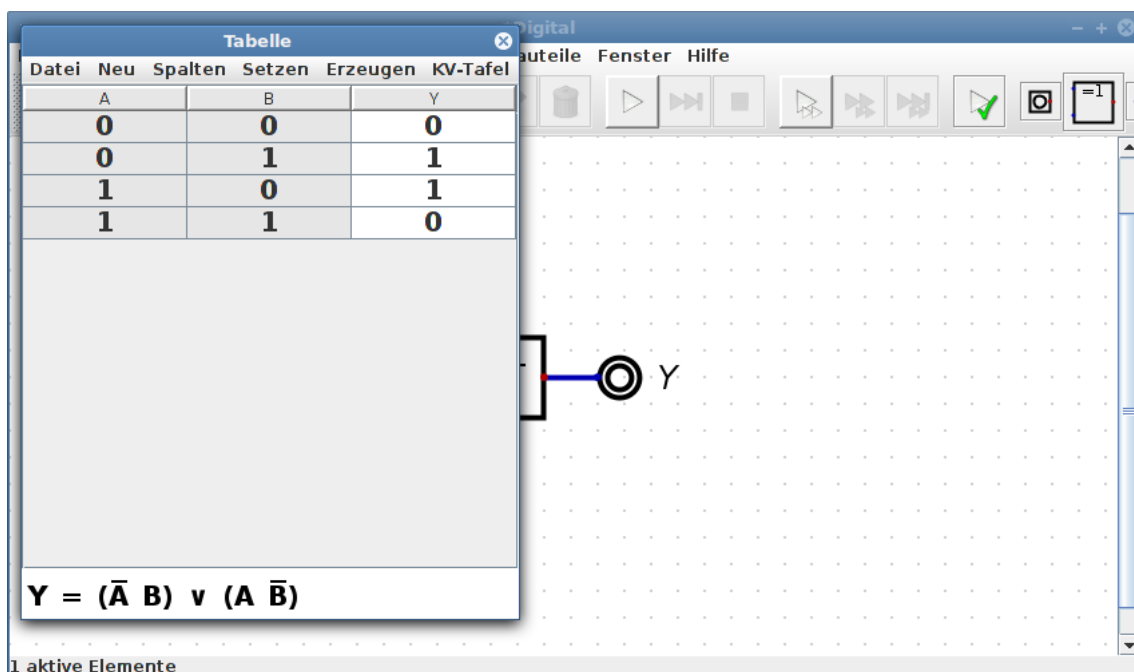 Digital
Tabelle
auteile Fenster Hilfe
Datei Neu Spalten Setzen Erzeugen KV-Tafel
=1
A B Y
0 0 0
0 1 1
1 0 1
1 1 0
Y
Y = (A̅ B) ∨ (A B̅)
1 aktive Elemente